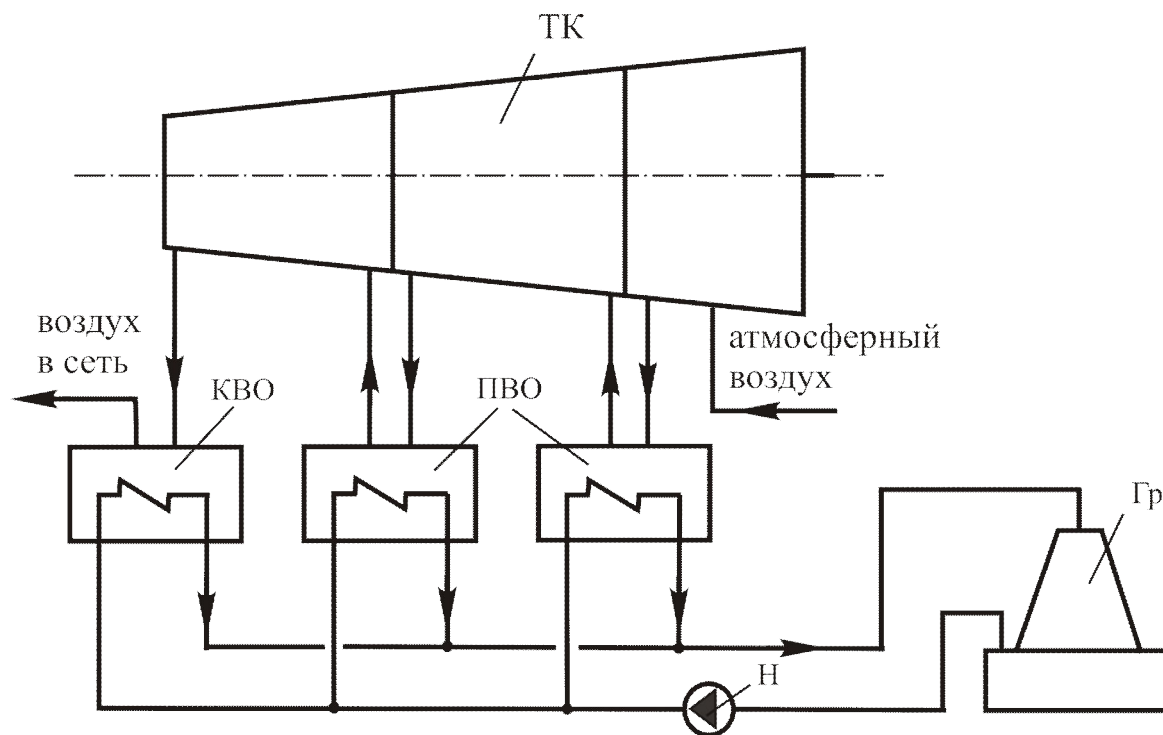 ТК
воздух
в сеть
КВО
ПВО
атмосферный
воздух
Гр
Н